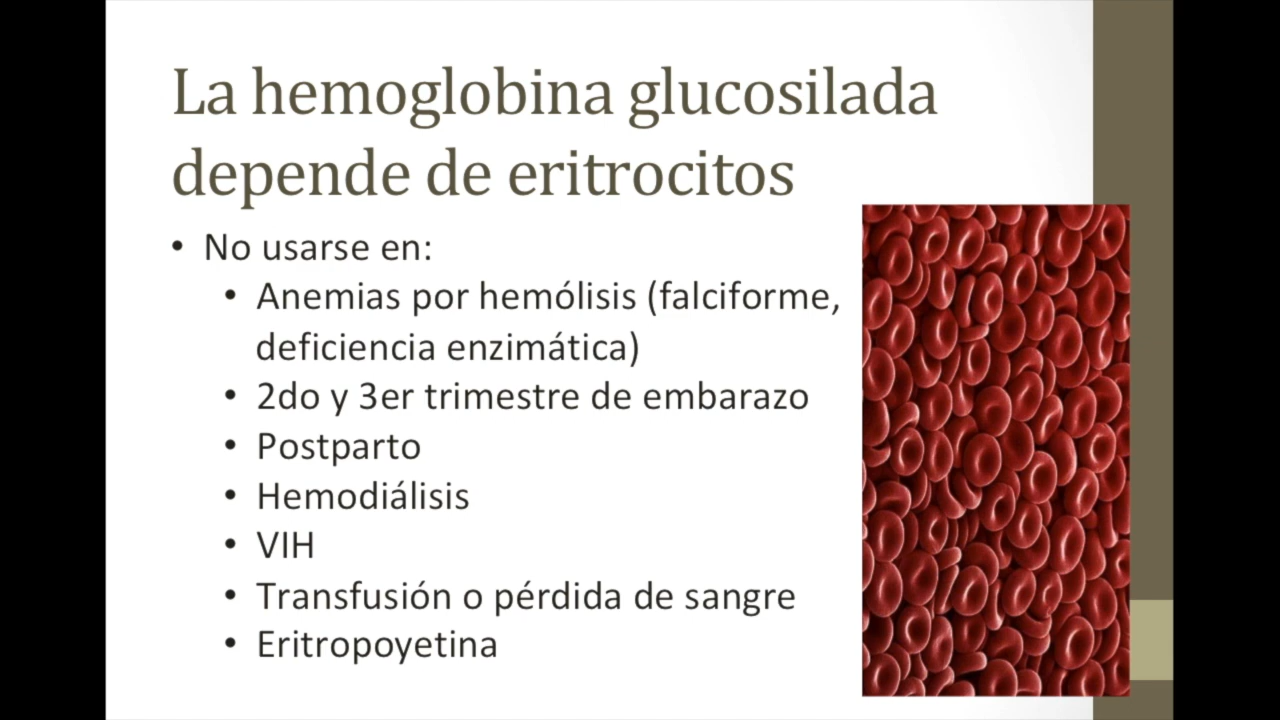 La hemoglobina glucosilada
depende de eritrocitos
• No usarse en:
• Anemias por hemólisis (falciforme,
deficiencia enzimática)
• 2do y 3er trimestre de embarazo
• Postparto
• Hemodiálisis
• VIH
• Transfusión o pérdida de sangre
• Eritropoyetina